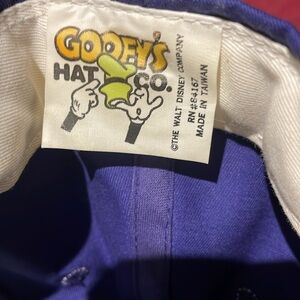 GOOFY'S
HAT CO.
©THE WALT DISNEY COMPANY
RN#84167
MADE IN TAIWAN